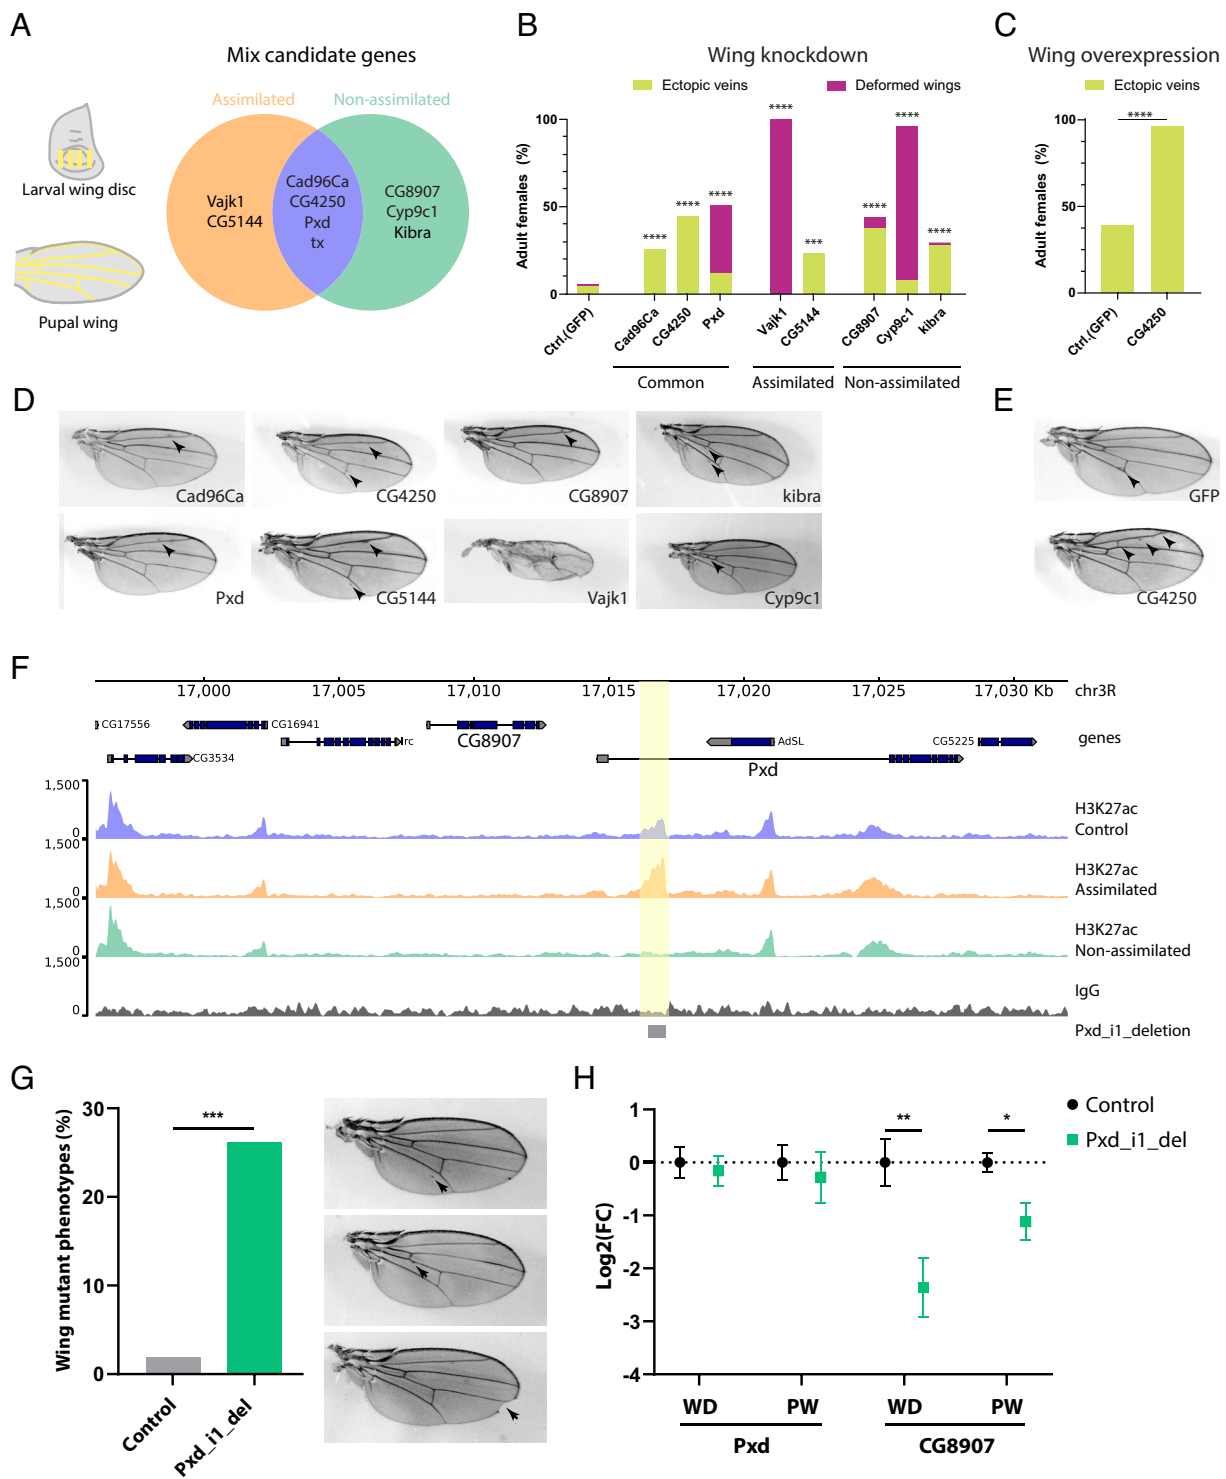 A
Mix candidate genes
Assimilated
Non-assimilated
Larval wing disc
Pupal wing
Vajk1
CG5144
Cad96Ca
CG4250
Pxd
tx
CG8907
Cyp9c1
Kibra
B
Wing knockdown
Ectopic veins
Deformed wings
Adult females (%)
100
50
0
****
****
****
****
***
****
****
****
Ctrl.(GFP)
Cad96Ca
CG4250
Pxd
Vajk1
CG5144
CG8907
Cyp9c1
kibra
Common
Assimilated
Non-assimilated
C
Wing overexpression
Ectopic veins
****
Adult females (%)
100
50
0
Ctrl.(GFP)
CG4250
D
Cad96Ca
CG4250
CG8907
kibra
Pxd
CG5144
Vajk1
Cyp9c1
E
GFP
CG4250
F
17,000
17,005
17,010
17,015
17,020
17,025
17,030 Kb
chr3R
CG17556
CG16941
CG3534
Irc
CG8907
AdSL
Pxd
CG5225
genes
1,500
0
H3K27ac
Control
1,500
0
H3K27ac
Assimilated
1,500
0
H3K27ac
Non-assimilated
1,500
0
IgG
Pxd_i1_deletion
G
Wing mutant phenotypes (%)
30
20
10
0
***
Control
Pxd_i1_del
H
Log2(FC)
1
0
-1
-2
-3
-4
**
*
Control
Pxd_i1_del
WD
PW
WD
PW
Pxd
CG8907